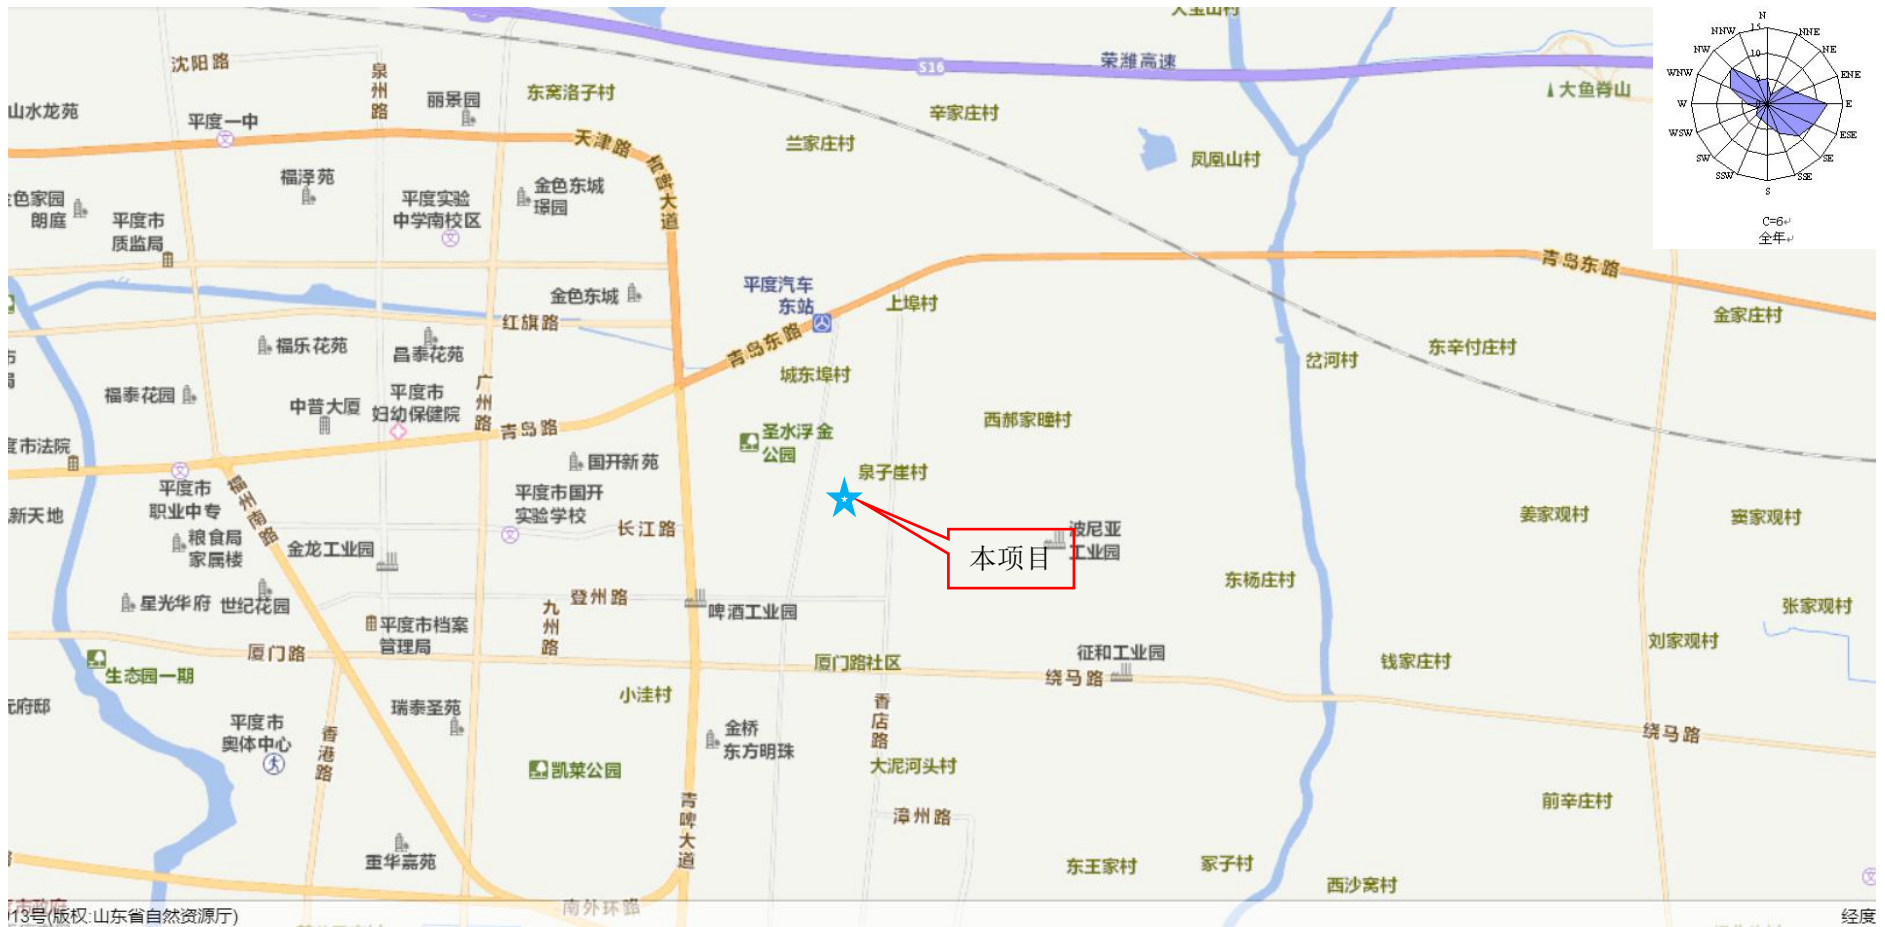 大宝山村
N
15
NNW
NNE
NW
10
NE
WNW
5
ENE
W
0
E
WSW
ESE
SW
SE
SSW
SSE
S
C=6
全年
沈阳路
泉州路
荣潍高速
S16
丽景园
东窝洛子村
大鱼脊山
山水龙苑
平度一中
辛家庄村
天津路
兰家庄村
凤凰山村
青啤大道
福泽苑
金色东城
璟园
平度实验
中学南校区
色家园
朗庭
平度市
质监局
青岛东路
平度汽车
东站
金色东城
上埠村
金家庄村
红旗路
青岛东路
福乐花苑
昌泰花苑
东辛付庄村
岔河村
城东埠村
福泰花园
广州路
平度市
妇幼保健院
中普大厦
西郝家疃村
青岛路
圣水浮金
公园
度市法院
国开新苑
泉子崖村
平度市
职业中专
福州南路
平度市国开
实验学校
新天地
长江路
姜家观村
窦家观村
粮食局
家属楼
金龙工业园
本项目
波尼亚
工业园
东杨庄村
星光华府
世纪花园
登州路
九州路
啤酒工业园
张家观村
平度市档案
管理局
厦门路
刘家观村
厦门路社区
征和工业园
钱家庄村
生态园一期
绕马路
小洼村
元府邸
瑞泰圣苑
香店路
平度市
奥体中心
香港路
金桥
东方明珠
绕马路
凯莱公园
大泥河头村
青啤大道
前辛庄村
漳州路
重华嘉苑
东王家村
冢子村
西沙窝村
南外环路
13号(版权:山东省自然资源厅)
经度